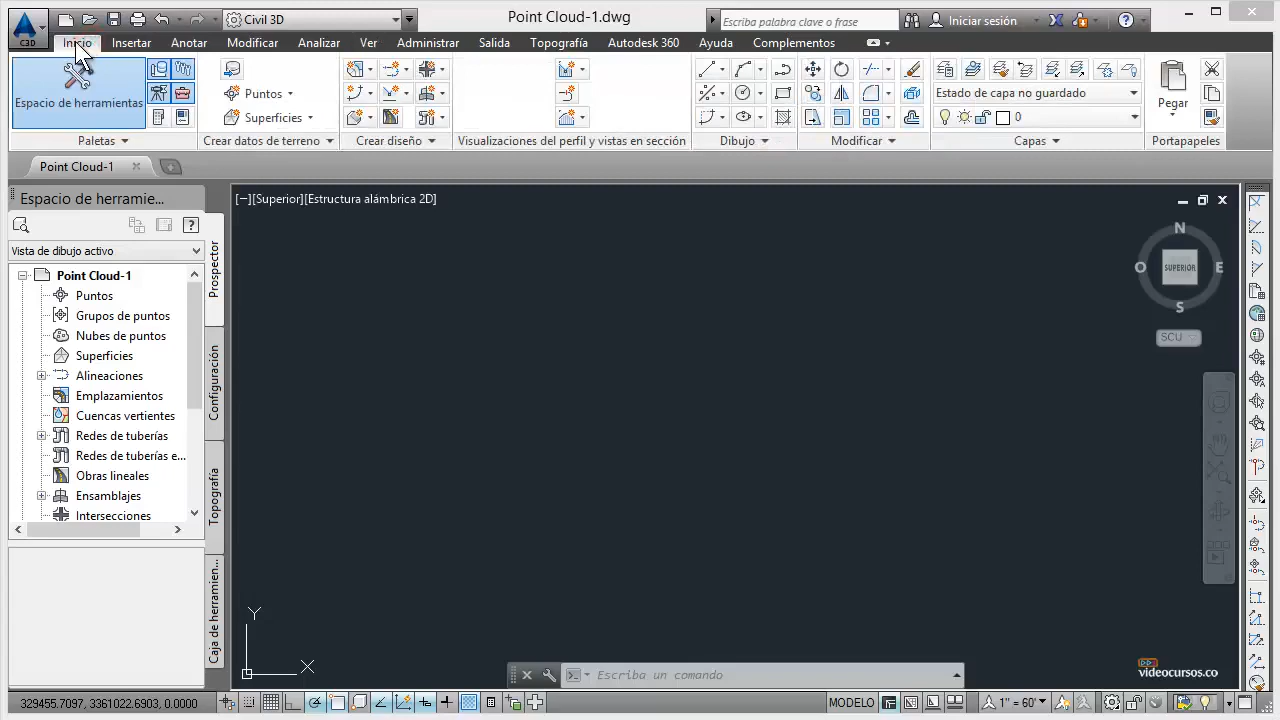 Civil 3D
Point Cloud-1.dwg
Escriba palabra clave o frase
Iniciar sesión
C3D
Inicio
Insertar
Anotar
Modificar
Analizar
Ver
Administrar
Salida
Topografía
Autodesk 360
Ayuda
Complementos
Espacio de herramientas
Puntos
Superficies
Estado de capa no guardado
0
Pegar
Paletas
Crear datos de terreno
Crear diseño
Visualizaciones del perfil y vistas en sección
Dibujo
Modificar
Capas
Portapapeles
Point Cloud-1
Espacio de herramie...
Vista de dibujo activo
Point Cloud-1
Puntos
Grupos de puntos
Nubes de puntos
Superficies
Alineaciones
Emplazamientos
Cuencas vertientes
Redes de tuberías
Redes de tuberías e...
Obras lineales
Ensamblajes
Intersecciones
Prospector
Configuración
Topografía
Caja de herramien...
[−][Superior][Estructura alámbrica 2D]
N
O
SUPERIOR
E
S
SCU
Y
X
Escriba un comando
videocursos.co
329455.7097, 3361022.6903, 0.0000
MODELO
1" = 60'